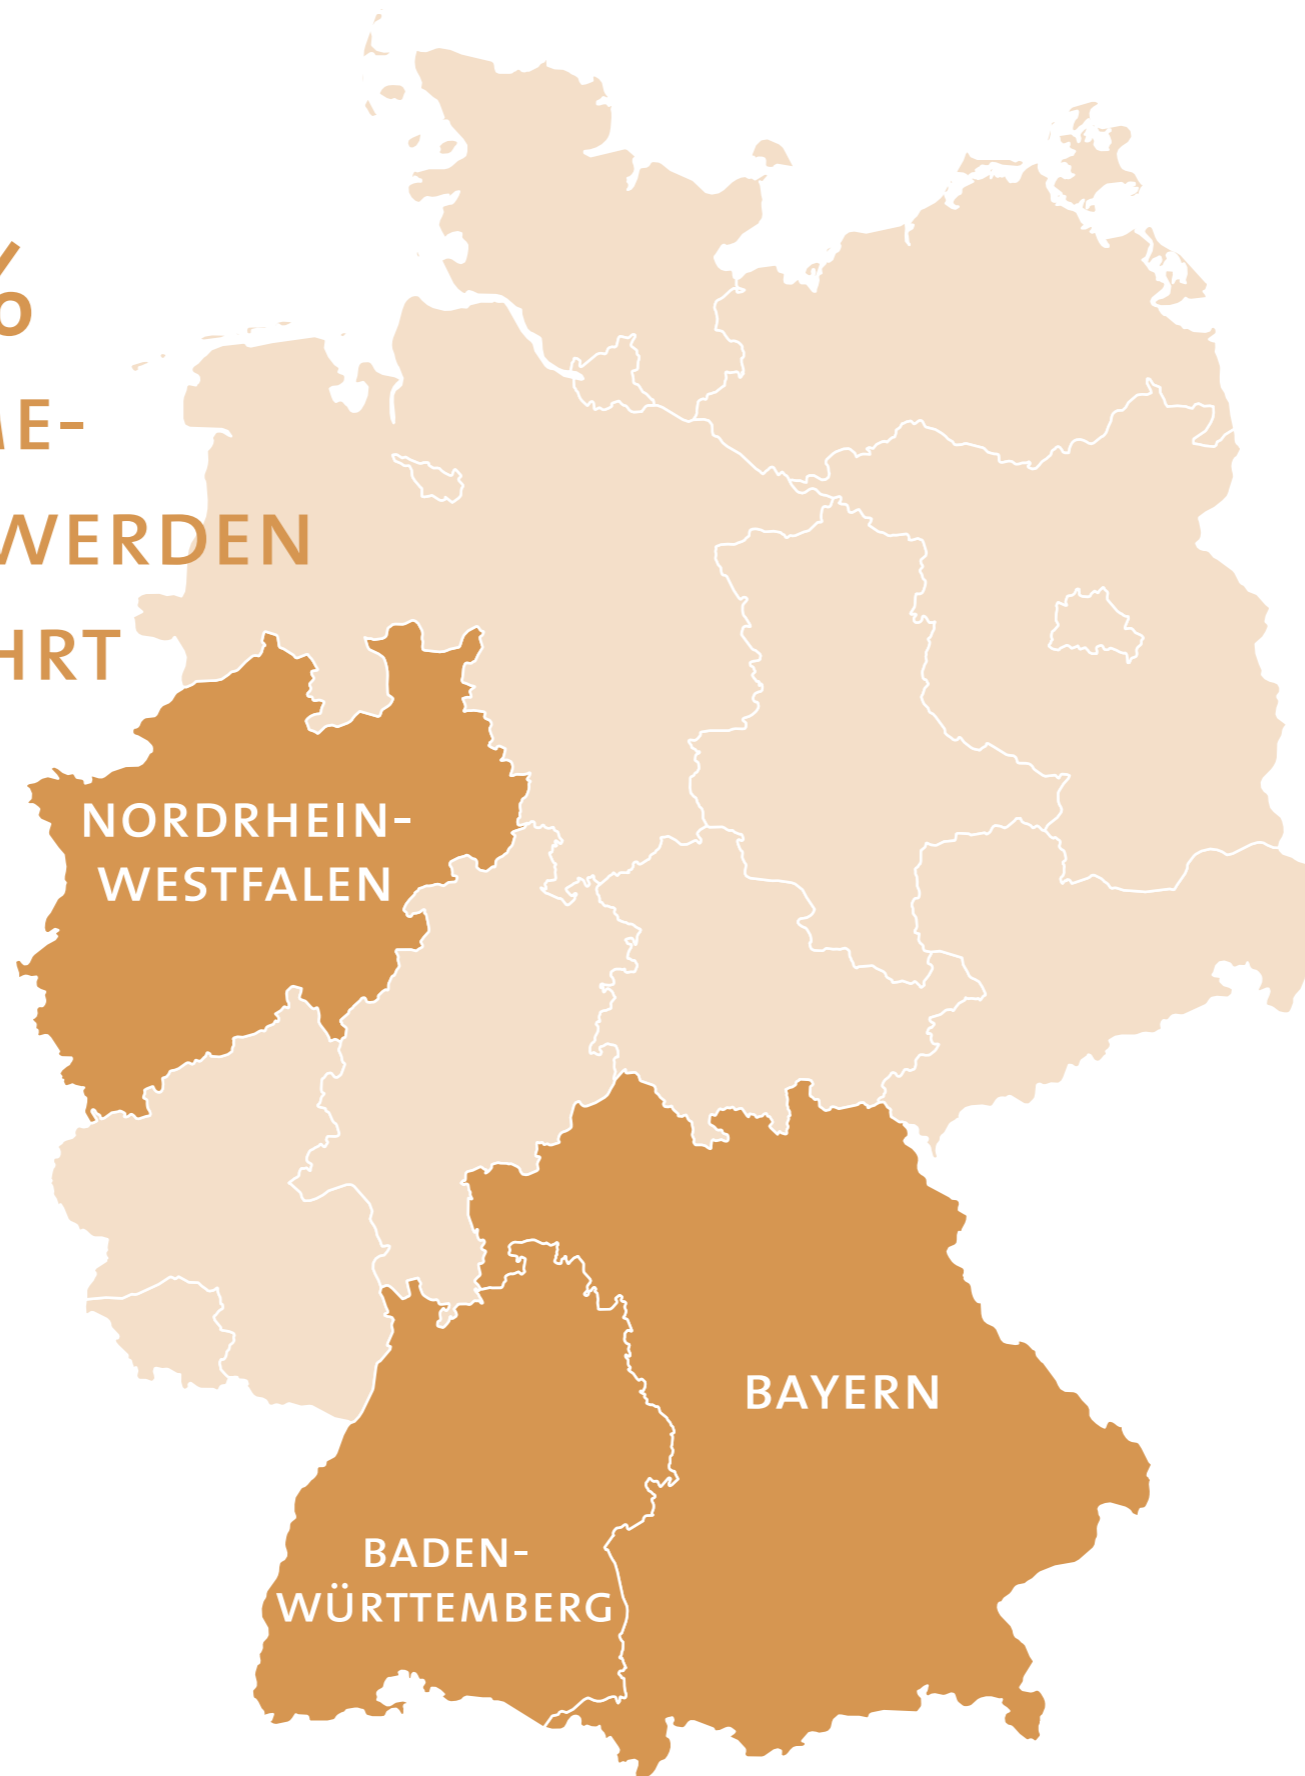 %
ME-
WERDEN
HRT
NORDRHEIN-
WESTFALEN
BAYERN
BADEN-
WÜRTTEMBERG